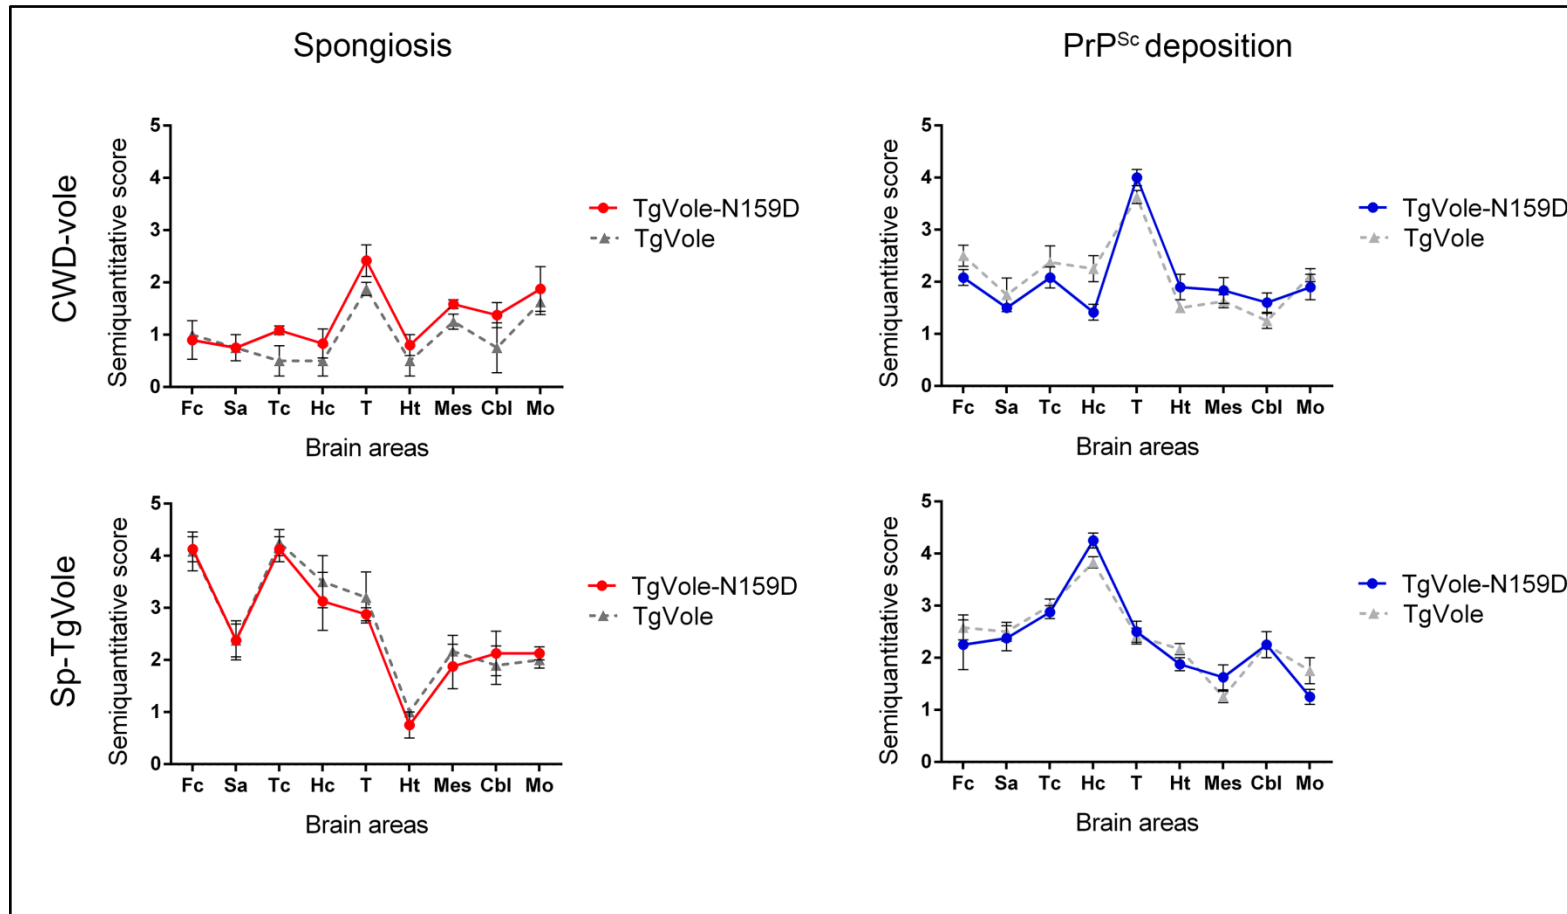 Spongiosis
PrPSc deposition
CWD-vole
Semiquantitative score
5
4
3
2
1
0
Fc Sa Tc Hc T Ht Mes Cbl Mo
Brain areas
TgVole-N159D
TgVole
Semiquantitative score
5
4
3
2
1
0
Fc Sa Tc Hc T Ht Mes Cbl Mo
Brain areas
TgVole-N159D
TgVole
Sp-TgVole
Semiquantitative score
5
4
3
2
1
0
Fc Sa Tc Hc T Ht Mes Cbl Mo
Brain areas
TgVole-N159D
TgVole
Semiquantitative score
5
4
3
2
1
0
Fc Sa Tc Hc T Ht Mes Cbl Mo
Brain areas
TgVole-N159D
TgVole